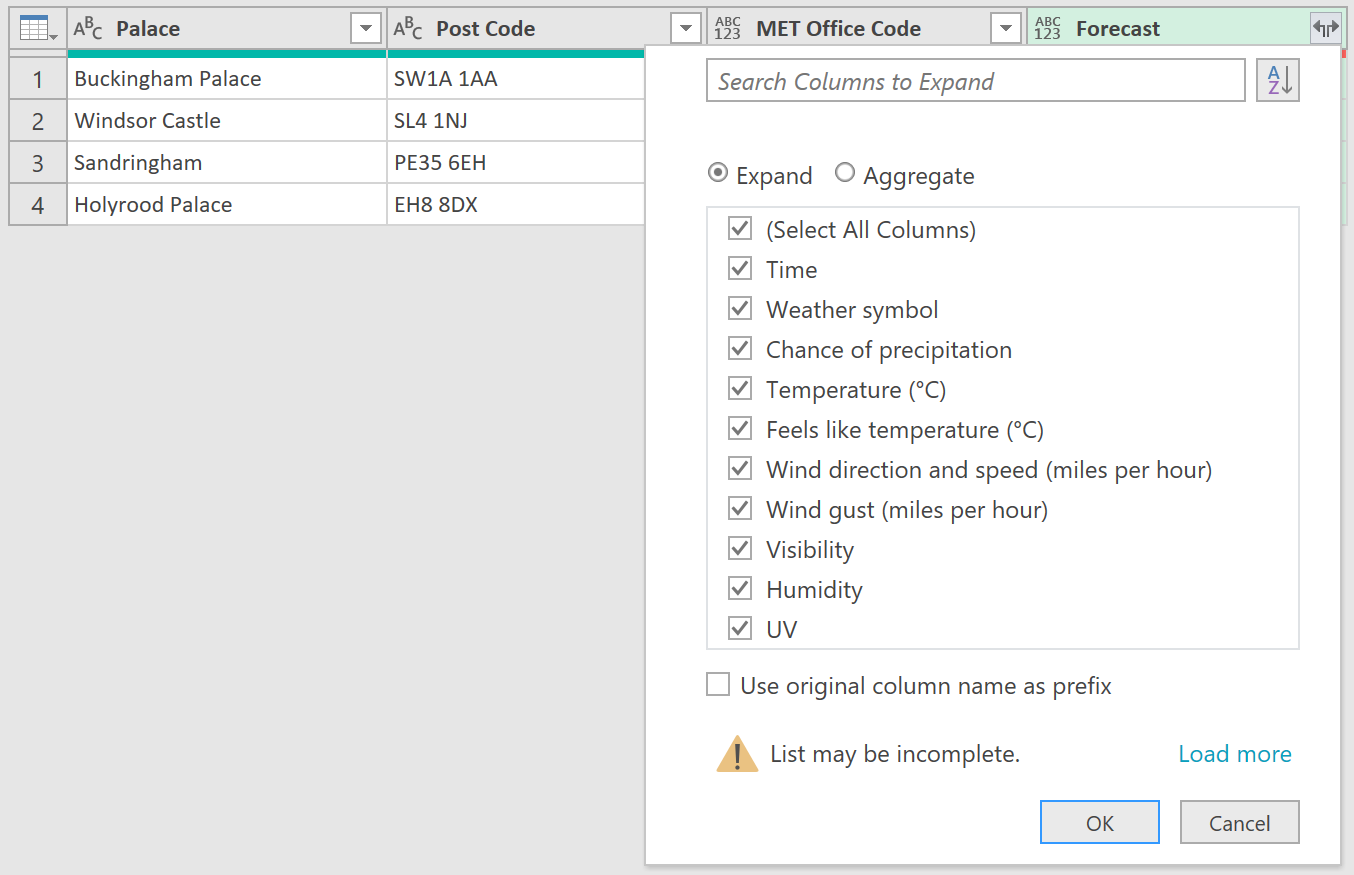 ABC Palace ABC Post Code ABC 123 MET Office Code ABC 123 Forecast
1 Buckingham Palace SW1A 1AA
2 Windsor Castle SL4 1NJ
3 Sandringham PE35 6EH
4 Holyrood Palace EH8 8DX
Search Columns to Expand AZ
Expand Aggregate
(Select All Columns)
Time
Weather symbol
Chance of precipitation
Temperature (°C)
Feels like temperature (°C)
Wind direction and speed (miles per hour)
Wind gust (miles per hour)
Visibility
Humidity
UV
Use original column name as prefix
List may be incomplete. Load more
OK Cancel